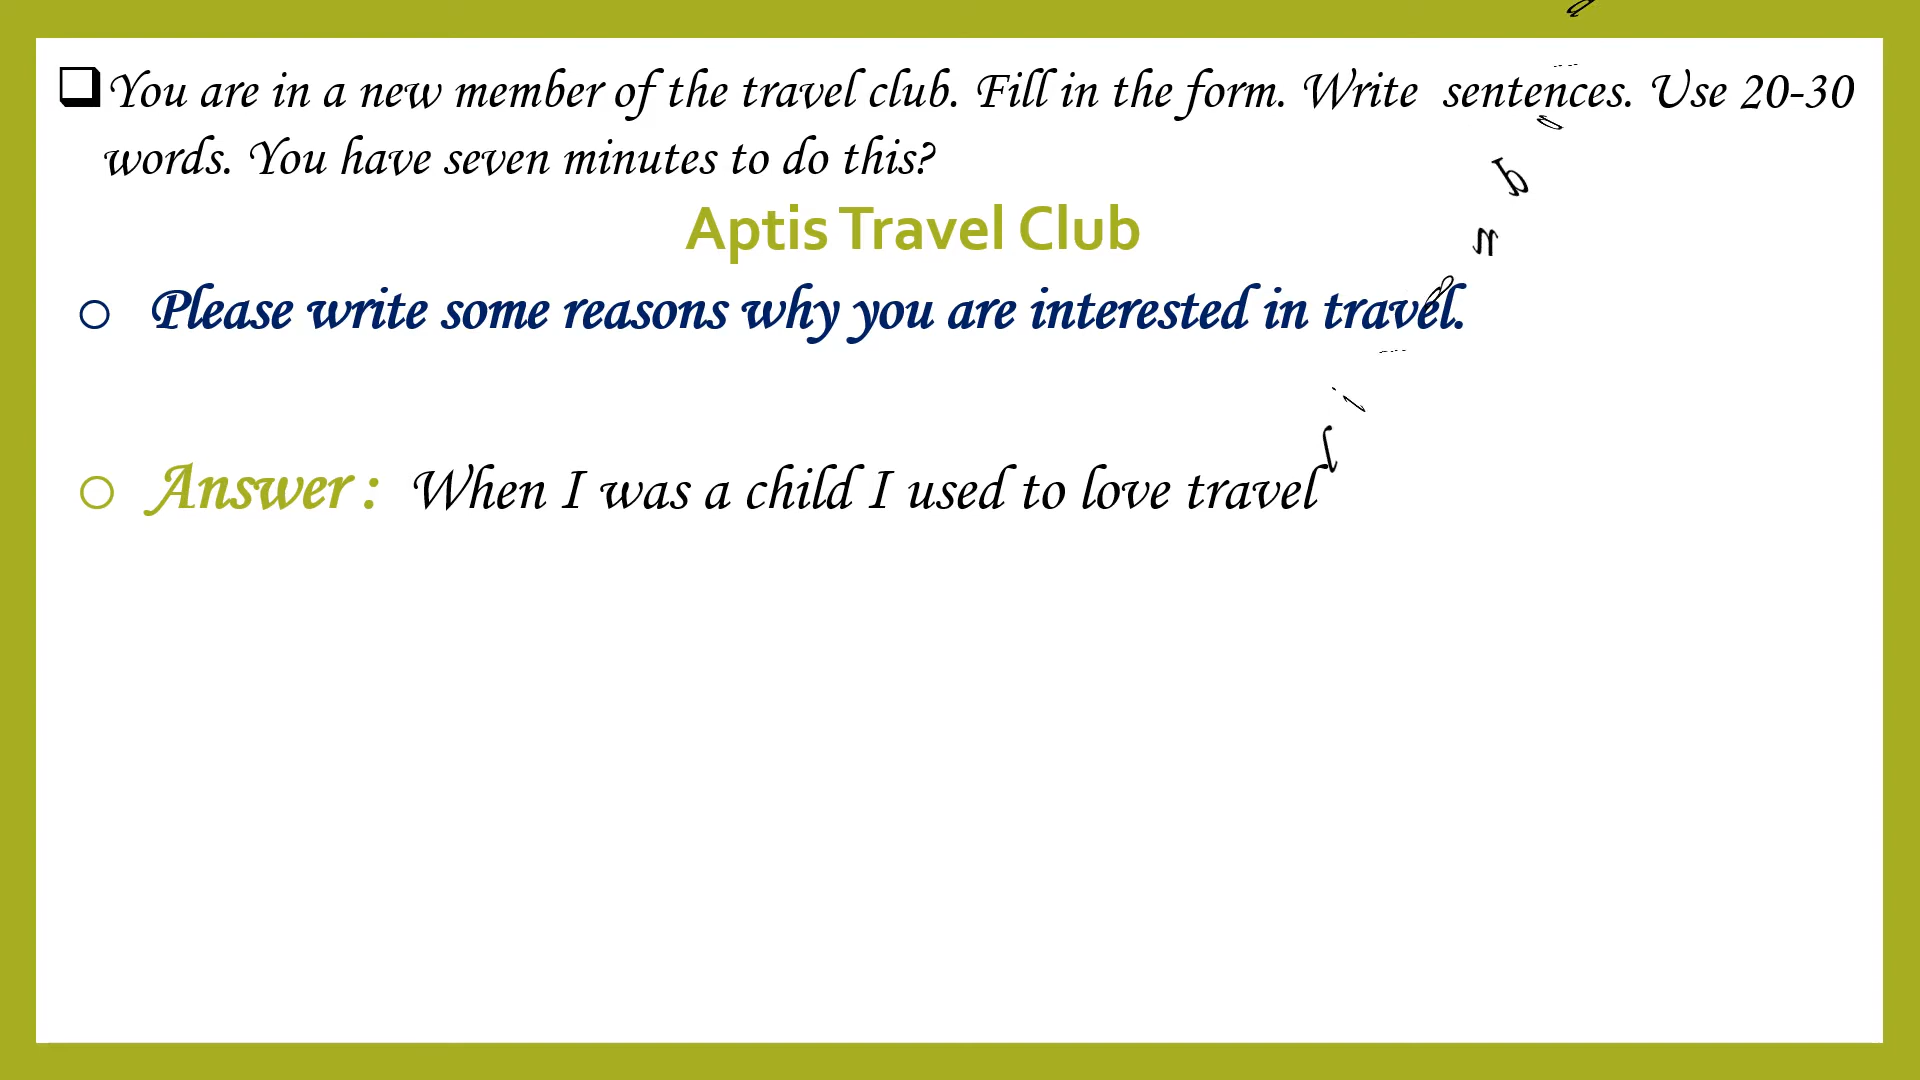 You are in a new member of the travel club. Fill in the form. Write sentences. Use 20-30
words. You have seven minutes to do this?
Aptis Travel Club
Please write some reasons why you are interested in travel.
Answer : When I was a child I used to love travel